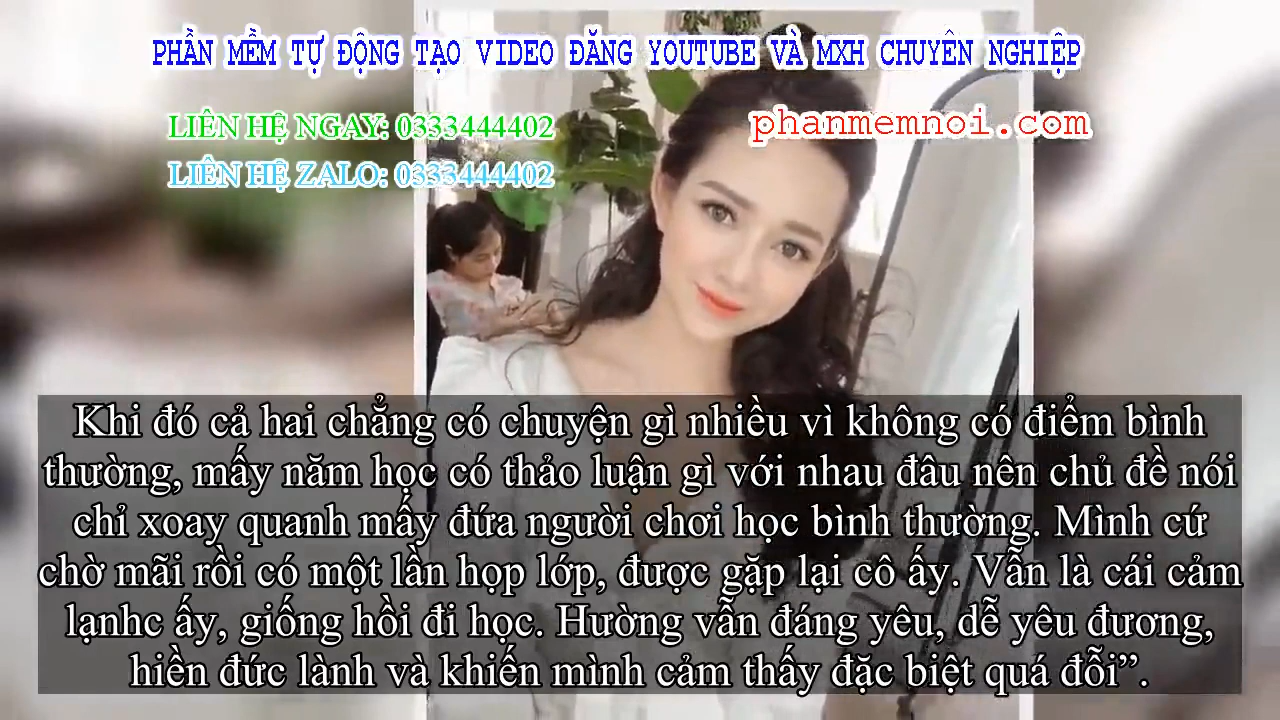 PHẦN MỀM TỰ ĐỘNG TẠO VIDEO ĐĂNG YOUTUBE VÀ MXH CHUYÊN NGHIỆP
LIÊN HỆ NGAY: 0333444402
phanmemnoi.com
LIÊN HỆ ZALO: 0333444402
Khi đó cả hai chẳng có chuyện gì nhiều vì không có điểm bình
thường, mấy năm học có thảo luận gì với nhau đâu nên chủ đề nói
chỉ xoay quanh mấy đứa người chơi học bình thường. Mình cứ
chờ mãi rồi có một lần họp lớp, được gặp lại cô ấy. Vẫn là cái cảm
lạnhc ấy, giống hồi đi học. Hường vẫn đáng yêu, dễ yêu đương,
hiền đức lành và khiến mình cảm thấy đặc biệt quá đỗi”.